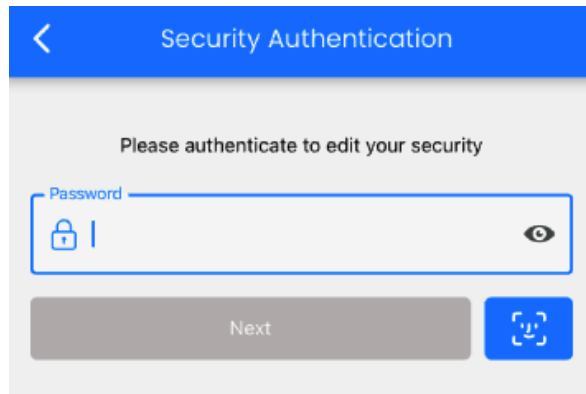 Security Authentication
Please authenticate to edit your security
Password
Next